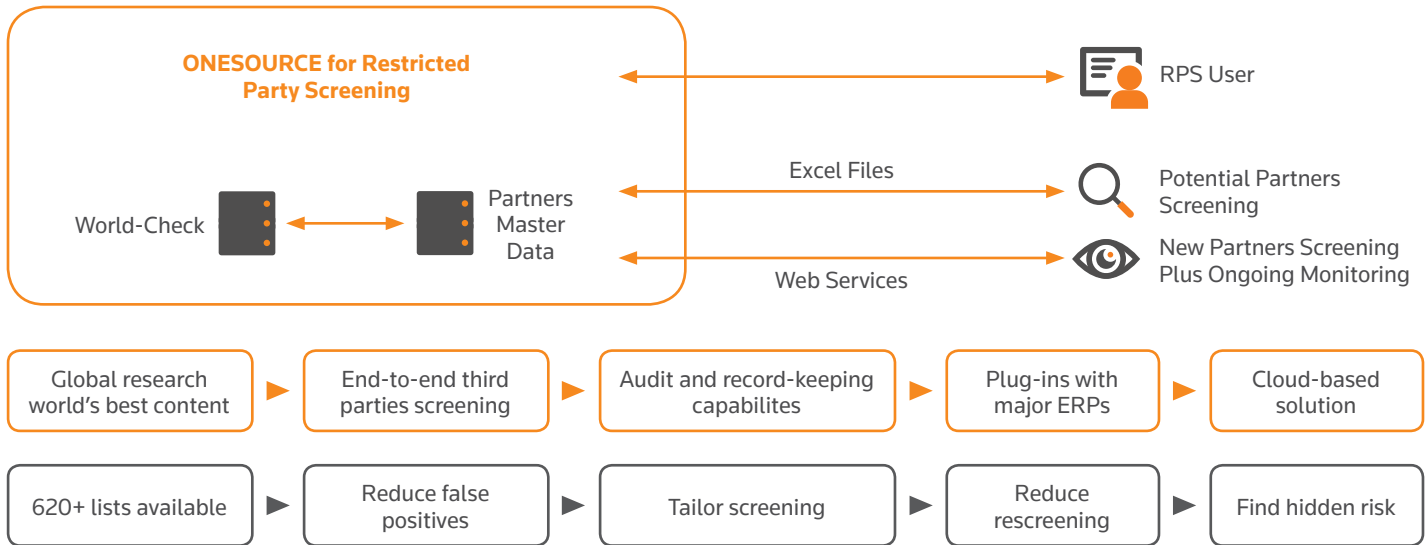 ONESOURCE for Restricted
Party Screening
RPS User
World-Check
Partners
Master
Data
Excel Files
Potential Partners
Screening
Web Services
New Partners Screening
Plus Ongoing Monitoring
Global research
world's best content
End-to-end third
parties screening
Audit and record-keeping
capabilites
Plug-ins with
major ERPs
Cloud-based
solution
620+ lists available
Reduce false
positives
Tailor screening
Reduce
rescreening
Find hidden risk